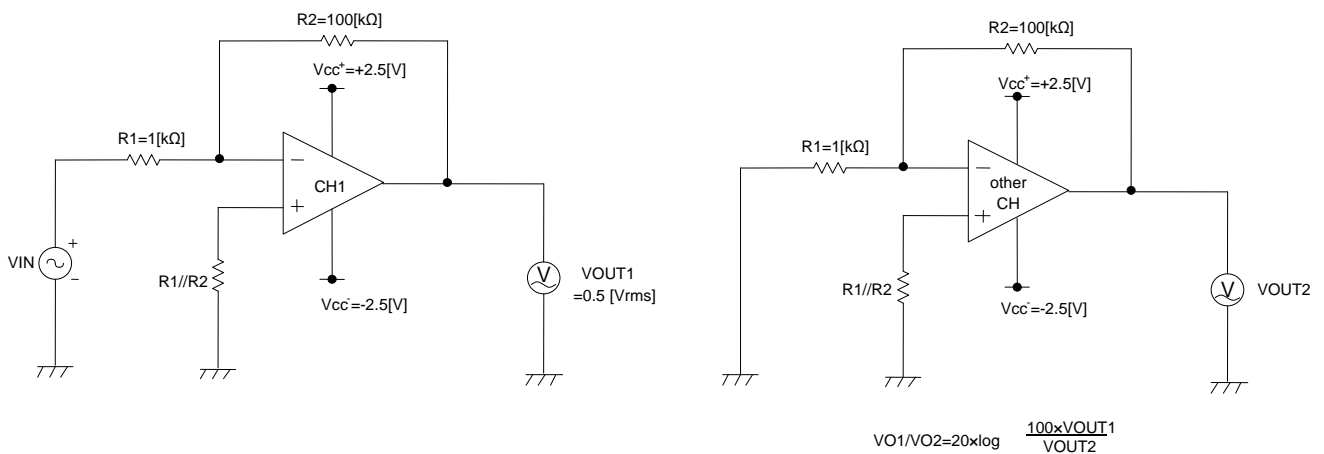 R2=100[kΩ]
Vcc+=+2.5[V]
R1=1[kΩ]
−
CH1
+
VIN
+
−
R1//R2
Vcc-=-2.5[V]
V
VOUT1
=0.5 [Vrms]
R2=100[kΩ]
Vcc+=+2.5[V]
R1=1[kΩ]
−
other
CH
+
R1//R2
Vcc-=-2.5[V]
V
VOUT2
VO1/VO2=20×log 100×VOUT1
VOUT2